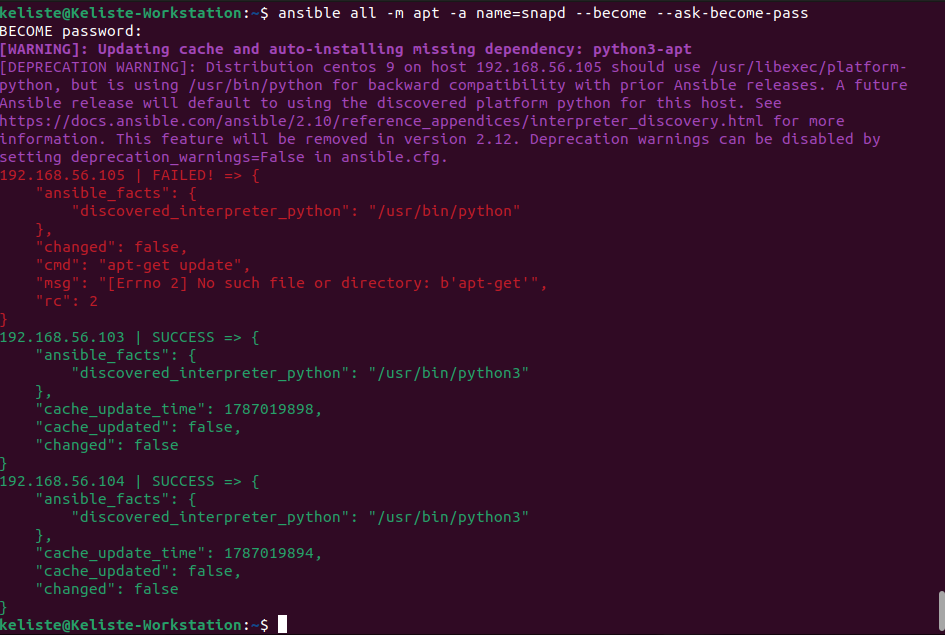 keliste@Keliste-Workstation:~$ ansible all -m apt -a name=snapd --become --ask-become-pass
BECOME password:
[WARNING]: Updating cache and auto-installing missing dependency: python3-apt
[DEPRECATION WARNING]: Distribution centos 9 on host 192.168.56.105 should use /usr/libexec/platform-
python, but is using /usr/bin/python for backward compatibility with prior Ansible releases. A future
Ansible release will default to using the discovered platform python for this host. See
https://docs.ansible.com/ansible/2.10/reference_appendices/interpreter_discovery.html for more
information. This feature will be removed in version 2.12. Deprecation warnings can be disabled by
setting deprecation_warnings=False in ansible.cfg.
192.168.56.105 | FAILED! => {
    "ansible_facts": {
        "discovered_interpreter_python": "/usr/bin/python"
    },
    "changed": false,
    "cmd": "apt-get update",
    "msg": "[Errno 2] No such file or directory: b'apt-get'",
    "rc": 2
}
192.168.56.103 | SUCCESS => {
    "ansible_facts": {
        "discovered_interpreter_python": "/usr/bin/python3"
    },
    "cache_update_time": 1787019898,
    "cache_updated": false,
    "changed": false
}
192.168.56.104 | SUCCESS => {
    "ansible_facts": {
        "discovered_interpreter_python": "/usr/bin/python3"
    },
    "cache_update_time": 1787019894,
    "cache_updated": false,
    "changed": false
}
keliste@Keliste-Workstation:~$